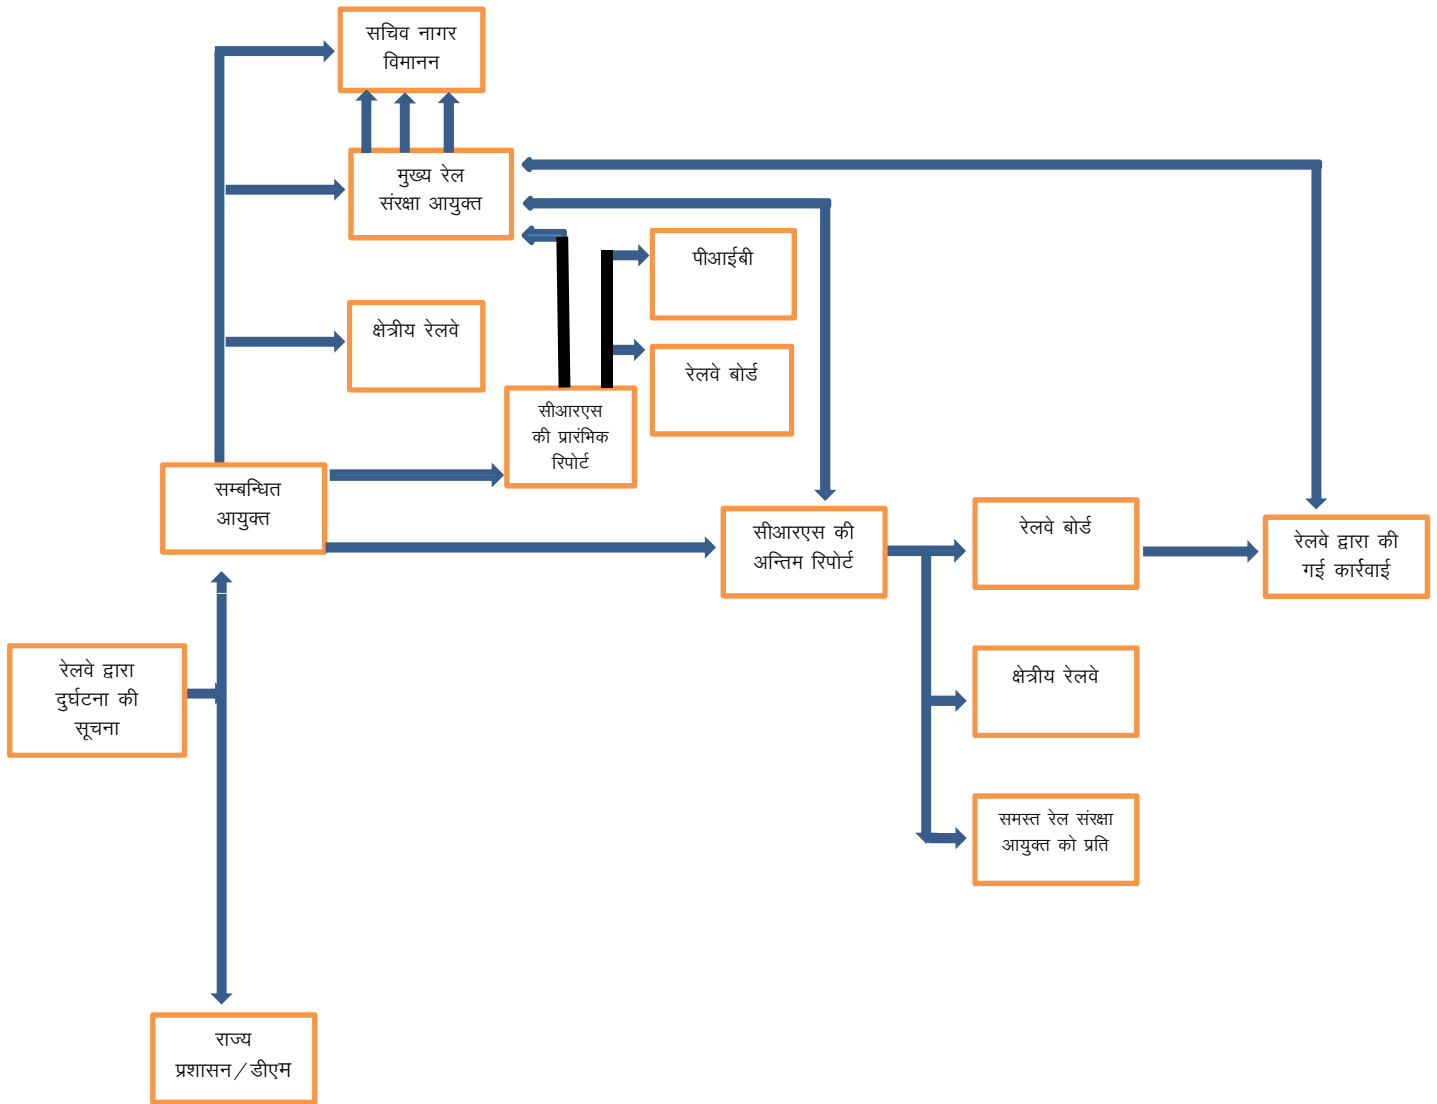 सचिव नागर
विमानन
मुख्य रेल
संरक्षा आयुक्त
पीआईबी
क्षेत्रीय रेलवे
रेलवे बोर्ड
सीआरएस
की प्रारंभिक
रिपोर्ट
सम्बन्धित
आयुक्त
सीआरएस की
अन्तिम रिपोर्ट
रेलवे बोर्ड
रेलवे द्वारा की
गई कार्रवाई
रेलवे द्वारा
दुर्घटना की
सूचना
क्षेत्रीय रेलवे
समस्त रेल संरक्षा
आयुक्त को प्रति
राज्य
प्रशासन/डीएम